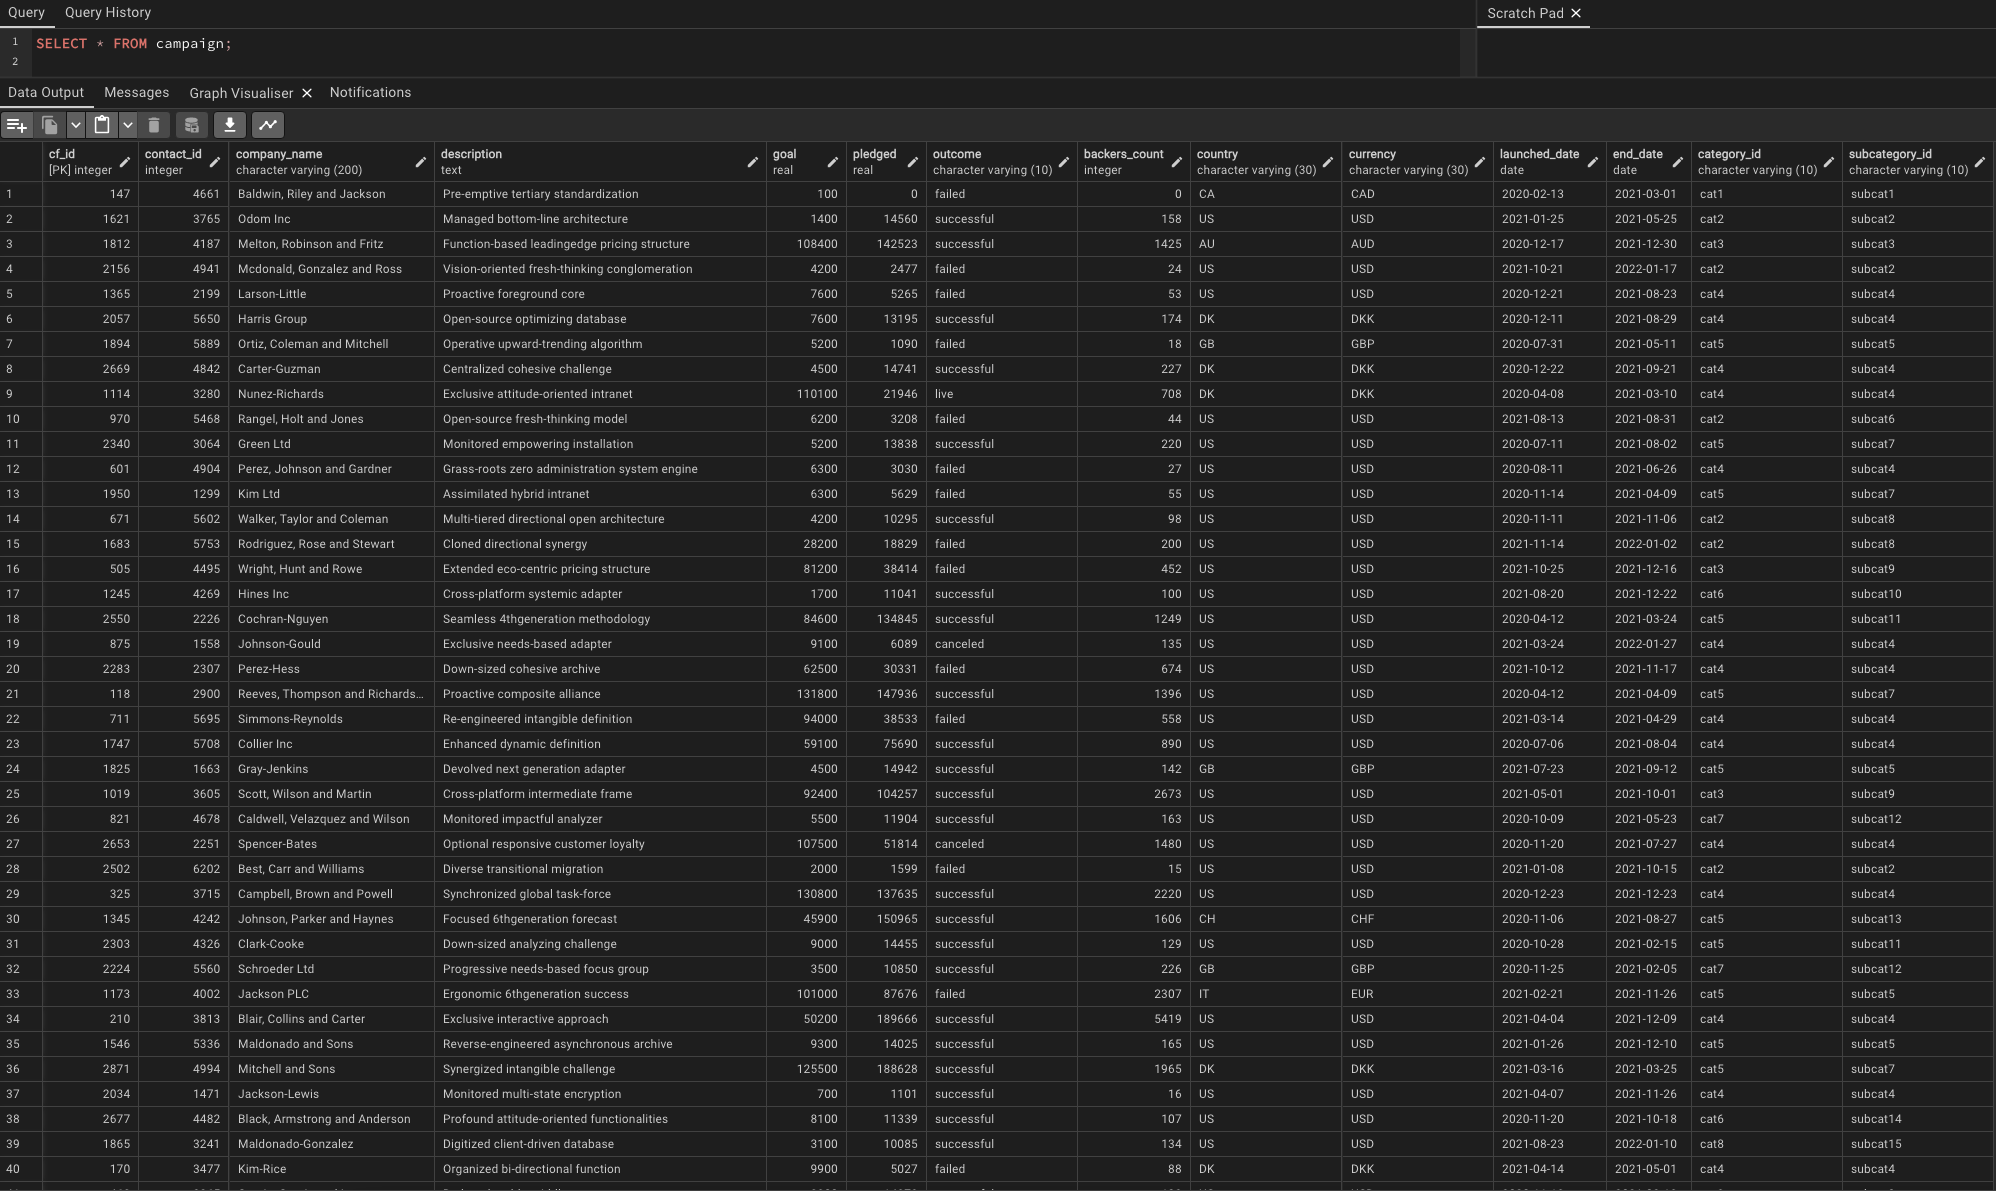 Query Query History Scratch Pad
1 SELECT * FROM campaign;
2
Data Output Messages Graph Visualiser Notifications
cf_id contact_id company_name description goal pledged outcome backers_count country currency launched_date end_date category_id subcategory_id
[PK] integer integer character varying (200) text real real character varying (10) integer character varying (30) character varying (30) date date character varying (10) character varying (10)
1 147 4661 Baldwin, Riley and Jackson Pre-emptive tertiary standardization 100 0 failed 0 CA CAD 2020-02-13 2021-03-01 cat1 subcat1
2 1621 3765 Odom Inc Managed bottom-line architecture 1400 14560 successful 158 US USD 2021-01-25 2021-05-25 cat2 subcat2
3 1812 4187 Melton, Robinson and Fritz Function-based leadingedge pricing structure 108400 142523 successful 1425 AU AUD 2020-12-17 2021-12-30 cat3 subcat3
4 2156 4941 Mcdonald, Gonzalez and Ross Vision-oriented fresh-thinking conglomeration 4200 2477 failed 24 US USD 2021-10-21 2022-01-17 cat2 subcat2
5 1365 2199 Larson-Little Proactive foreground core 7600 5265 failed 53 US USD 2020-12-21 2021-08-23 cat4 subcat4
6 2057 5650 Harris Group Open-source optimizing database 7600 13195 successful 174 DK DKK 2020-12-11 2021-08-29 cat4 subcat4
7 1894 5889 Ortiz, Coleman and Mitchell Operative upward-trending algorithm 5200 1090 failed 18 GB GBP 2020-07-31 2021-05-11 cat5 subcat5
8 2669 4842 Carter-Guzman Centralized cohesive challenge 4500 14741 successful 227 DK DKK 2020-12-22 2021-09-21 cat4 subcat4
9 1114 3280 Nunez-Richards Exclusive attitude-oriented intranet 110100 21946 live 708 DK DKK 2020-04-08 2021-03-10 cat4 subcat4
10 970 5468 Rangel, Holt and Jones Open-source fresh-thinking model 6200 3208 failed 44 US USD 2021-08-13 2021-08-31 cat2 subcat6
11 2340 3064 Green Ltd Monitored empowering installation 5200 13838 successful 220 US USD 2020-07-11 2021-08-02 cat5 subcat7
12 601 4904 Perez, Johnson and Gardner Grass-roots zero administration system engine 6300 3030 failed 27 US USD 2020-08-11 2021-06-26 cat4 subcat4
13 1950 1299 Kim Ltd Assimilated hybrid intranet 6300 5629 failed 55 US USD 2020-11-14 2021-04-09 cat5 subcat7
14 671 5602 Walker, Taylor and Coleman Multi-tiered directional open architecture 4200 10295 successful 98 US USD 2020-11-11 2021-11-06 cat2 subcat8
15 1683 5753 Rodriguez, Rose and Stewart Cloned directional synergy 28200 18829 failed 200 US USD 2021-11-14 2022-01-02 cat2 subcat8
16 505 4495 Wright, Hunt and Rowe Extended eco-centric pricing structure 81200 38414 failed 452 US USD 2021-10-25 2021-12-16 cat3 subcat9
17 1245 4269 Hines Inc Cross-platform systemic adapter 1700 11041 successful 100 US USD 2021-08-20 2021-12-22 cat6 subcat10
18 2550 2226 Cochran-Nguyen Seamless 4thgeneration methodology 84600 134845 successful 1249 US USD 2020-04-12 2021-03-24 cat5 subcat11
19 875 1558 Johnson-Gould Exclusive needs-based adapter 9100 6089 canceled 135 US USD 2021-03-24 2022-01-27 cat4 subcat4
20 2283 2307 Perez-Hess Down-sized cohesive archive 62500 30331 failed 674 US USD 2021-10-12 2021-11-17 cat4 subcat4
21 118 2900 Reeves, Thompson and Richards... Proactive composite alliance 131800 147936 successful 1396 US USD 2020-04-12 2021-04-09 cat5 subcat7
22 711 5695 Simmons-Reynolds Re-engineered intangible definition 94000 38533 failed 558 US USD 2021-03-14 2021-04-29 cat4 subcat4
23 1747 5708 Collier Inc Enhanced dynamic definition 59100 75690 successful 890 US USD 2020-07-06 2021-08-04 cat4 subcat4
24 1825 1663 Gray-Jenkins Devolved next generation adapter 4500 14942 successful 142 GB GBP 2021-07-23 2021-09-12 cat5 subcat5
25 1019 3605 Scott, Wilson and Martin Cross-platform intermediate frame 92400 104257 successful 2673 US USD 2021-05-01 2021-10-01 cat3 subcat9
26 821 4678 Caldwell, Velazquez and Wilson Monitored impactful analyzer 5500 11904 successful 163 US USD 2020-10-09 2021-05-23 cat7 subcat12
27 2653 2251 Spencer-Bates Optional responsive customer loyalty 107500 51814 canceled 1480 US USD 2020-11-20 2021-07-27 cat4 subcat4
28 2502 6202 Best, Carr and Williams Diverse transitional migration 2000 1599 failed 15 US USD 2021-01-08 2021-10-15 cat2 subcat2
29 325 3715 Campbell, Brown and Powell Synchronized global task-force 130800 137635 successful 2220 US USD 2020-12-23 2021-12-23 cat4 subcat4
30 1345 4242 Johnson, Parker and Haynes Focused 6thgeneration forecast 45900 150965 successful 1606 CH CHF 2020-11-06 2021-08-27 cat5 subcat13
31 2303 4326 Clark-Cooke Down-sized analyzing challenge 9000 14455 successful 129 US USD 2020-10-28 2021-02-15 cat5 subcat11
32 2224 5560 Schroeder Ltd Progressive needs-based focus group 3500 10850 successful 226 GB GBP 2020-11-25 2021-02-05 cat7 subcat12
33 1173 4002 Jackson PLC Ergonomic 6thgeneration success 101000 87676 failed 2307 IT EUR 2021-02-21 2021-11-26 cat5 subcat5
34 210 3813 Blair, Collins and Carter Exclusive interactive approach 50200 189666 successful 5419 US USD 2021-04-04 2021-12-09 cat4 subcat4
35 1546 5336 Maldonado and Sons Reverse-engineered asynchronous archive 9300 14025 successful 165 US USD 2021-01-26 2021-12-10 cat5 subcat5
36 2871 4994 Mitchell and Sons Synergized intangible challenge 125500 188628 successful 1965 DK DKK 2021-03-16 2021-03-25 cat5 subcat7
37 2034 1471 Jackson-Lewis Monitored multi-state encryption 700 1101 successful 16 US USD 2021-04-07 2021-11-26 cat4 subcat4
38 2677 4482 Black, Armstrong and Anderson Profound attitude-oriented functionalities 8100 11339 successful 107 US USD 2020-11-20 2021-10-18 cat6 subcat14
39 1865 3241 Maldonado-Gonzalez Digitized client-driven database 3100 10085 successful 134 US USD 2021-08-23 2022-01-10 cat8 subcat15
40 170 3477 Kim-Rice Organized bi-directional function 9900 5027 failed 88 DK DKK 2021-04-14 2021-05-01 cat4 subcat4